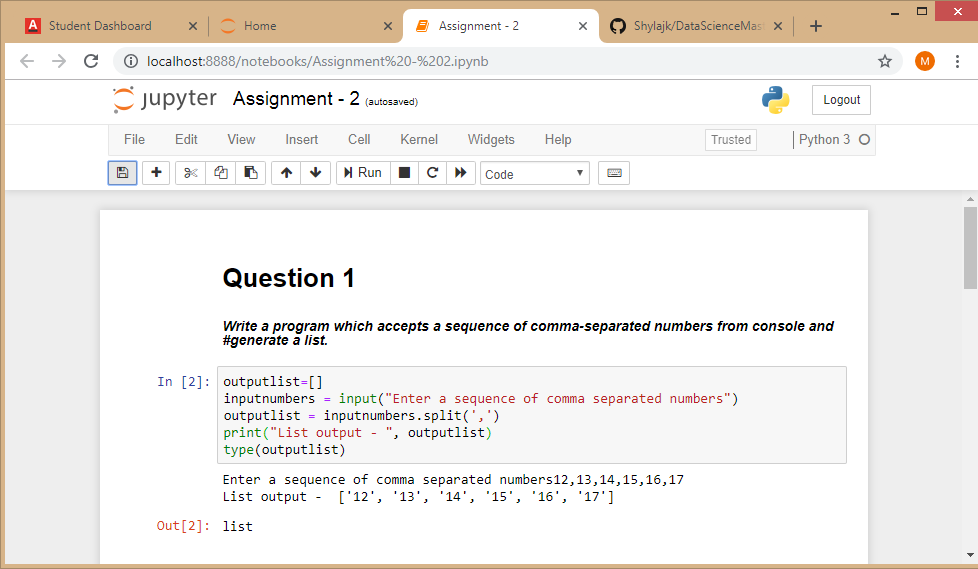 A Student Dashboard
Home
Assignment - 2
Shylajk/DataScienceMas
localhost:8888/notebooks/Assignment%20-%202.ipynb
M
jupyter Assignment - 2 (autosaved)
Logout
File Edit View Insert Cell Kernel Widgets Help
Trusted
Python 3
Run
Code
Question 1
Write a program which accepts a sequence of comma-separated numbers from console and
#generate a list.
In [2]: outputlist=[]
inputnumbers = input("Enter a sequence of comma separated numbers")
outputlist = inputnumbers.split(',')
print("List output - ", outputlist)
type(outputlist)
Enter a sequence of comma separated numbers12,13,14,15,16,17
List output -  ['12', '13', '14', '15', '16', '17']
Out[2]: list